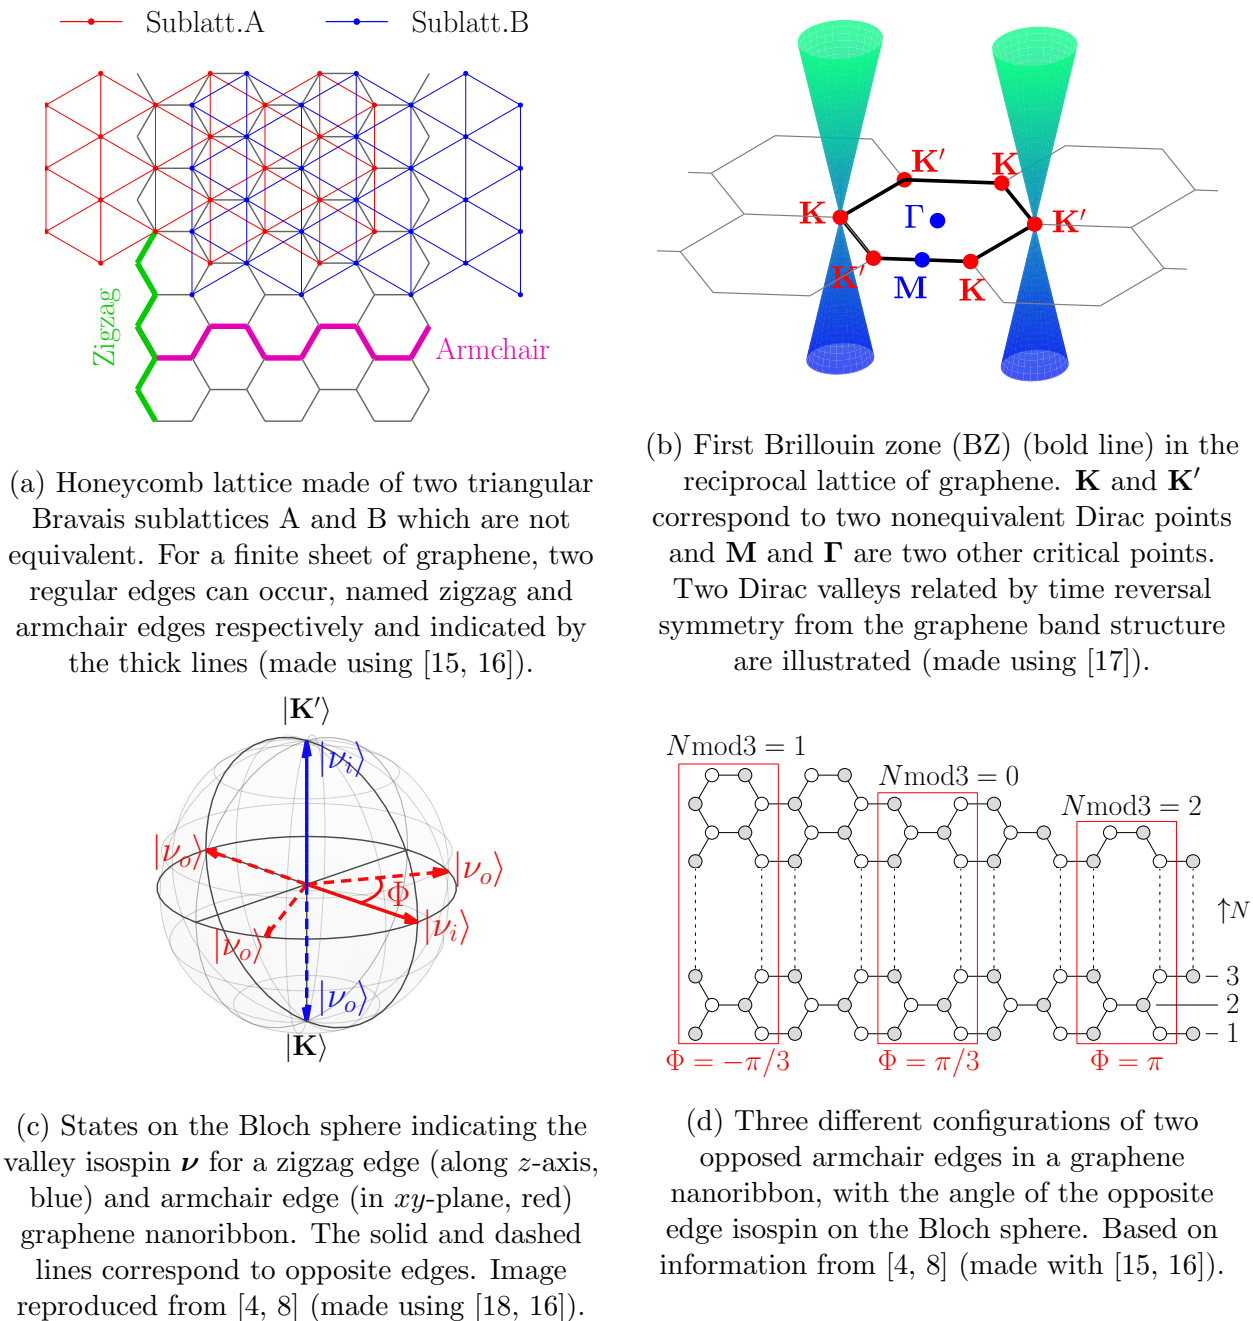 Sublatt.A
Sublatt.B
Zigzag
Armchair
(a) Honeycomb lattice made of two triangular
Bravais sublattices A and B which are not
equivalent. For a finite sheet of graphene, two
regular edges can occur, named zigzag and
armchair edges respectively and indicated by
the thick lines (made using [15, 16]).
K′
K
K
Γ
K′
K′
M
K
(b) First Brillouin zone (BZ) (bold line) in the
reciprocal lattice of graphene. K and K′
correspond to two nonequivalent Dirac points
and M and Γ are two other critical points.
Two Dirac valleys related by time reversal
symmetry from the graphene band structure
are illustrated (made using [17]).
|K′⟩
|ν_i⟩
|ν_o⟩
|ν_o⟩
Φ
|ν_i⟩
|ν_o⟩
|ν_o⟩
|K⟩
(c) States on the Bloch sphere indicating the
valley isospin ν for a zigzag edge (along z-axis,
blue) and armchair edge (in xy-plane, red)
graphene nanoribbon. The solid and dashed
lines correspond to opposite edges. Image
reproduced from [4, 8] (made using [18, 16]).
Nmod3 = 1
Nmod3 = 0
Nmod3 = 2
↑N
3
2
1
Φ = −π/3
Φ = π/3
Φ = π
(d) Three different configurations of two
opposed armchair edges in a graphene
nanoribbon, with the angle of the opposite
edge isospin on the Bloch sphere. Based on
information from [4, 8] (made with [15, 16]).